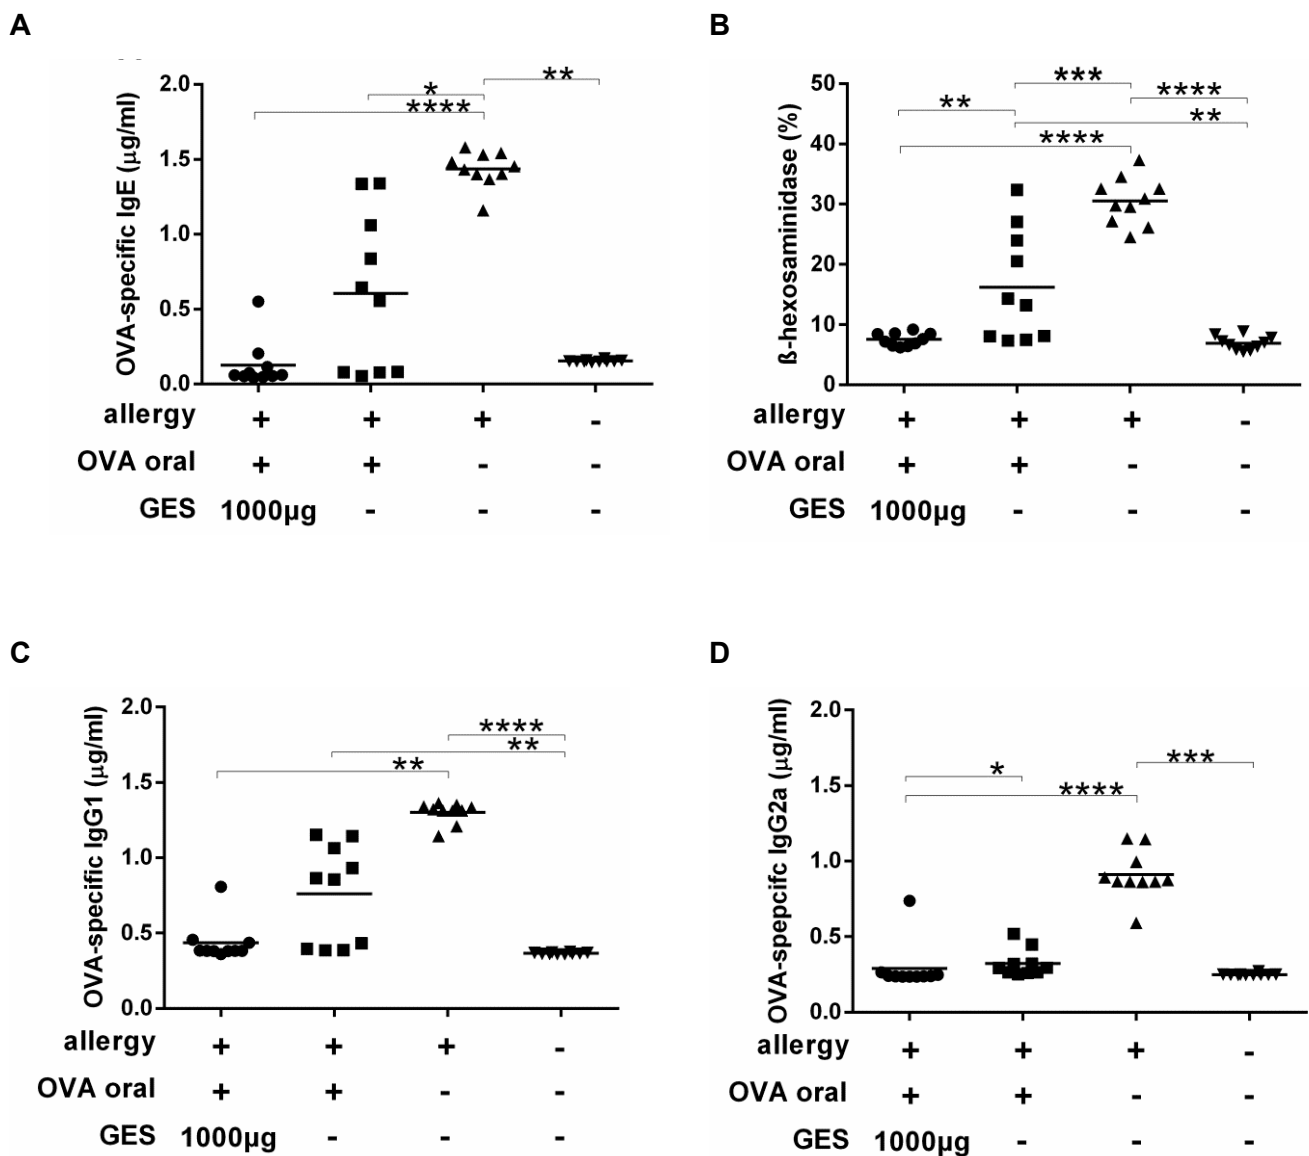 A
B
OVA-specific IgE (µg/ml)
2.0
1.5
1.0
0.5
0.0
*
****
**
allergy + + + -
OVA oral + + - -
GES 1000µg - - -
ß-hexosaminidase (%)
50
40
30
20
10
0
***
****
**
**
****
allergy + + + -
OVA oral + + - -
GES 1000µg - - -
C
D
OVA-specific IgG1 (µg/ml)
2.0
1.5
1.0
0.5
0.0
****
**
**
allergy + + + -
OVA oral + + - -
GES 1000µg - - -
OVA-spepcifc IgG2a (µg/ml)
2.0
1.5
1.0
0.5
0.0
*
****
***
allergy + + + -
OVA oral + + - -
GES 1000µg - - -